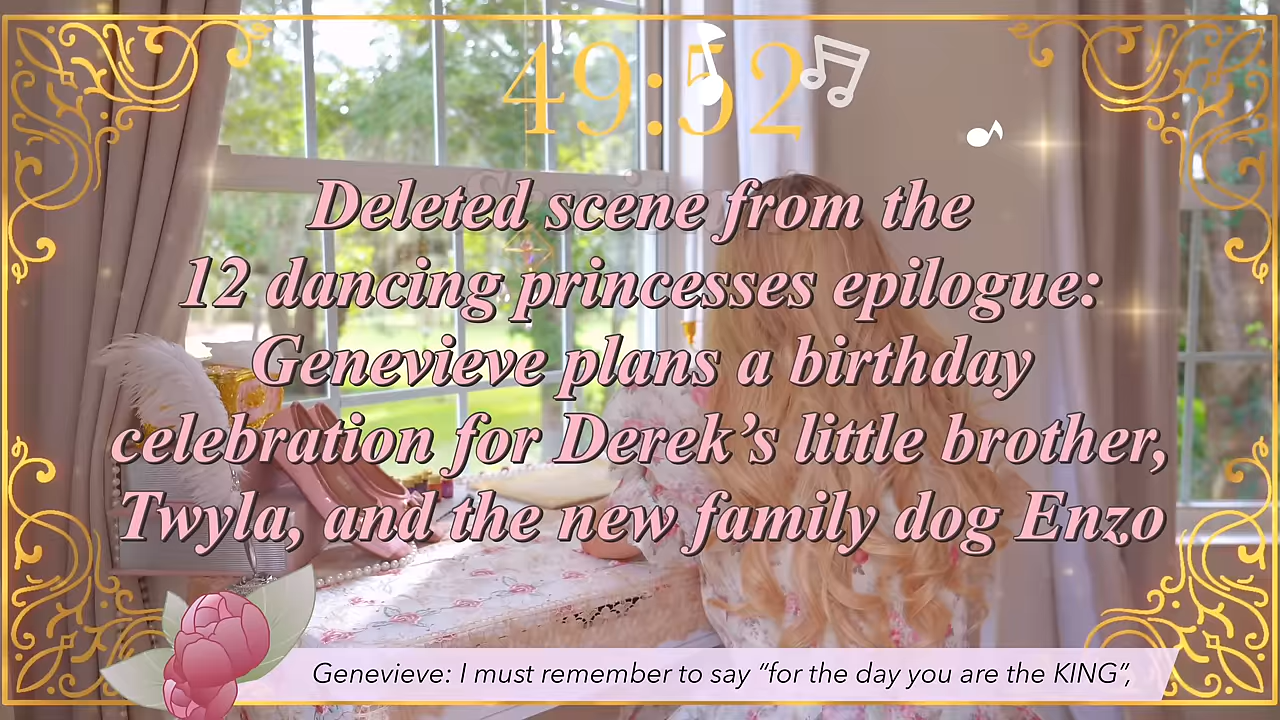 49:52
Deleted scene from the
12 dancing princesses epilogue:
Genevieve plans a birthday
celebration for Derek’s little brother,
Twyla, and the new family dog Enzo
Genevieve: I must remember to say “for the day you are the KING“,